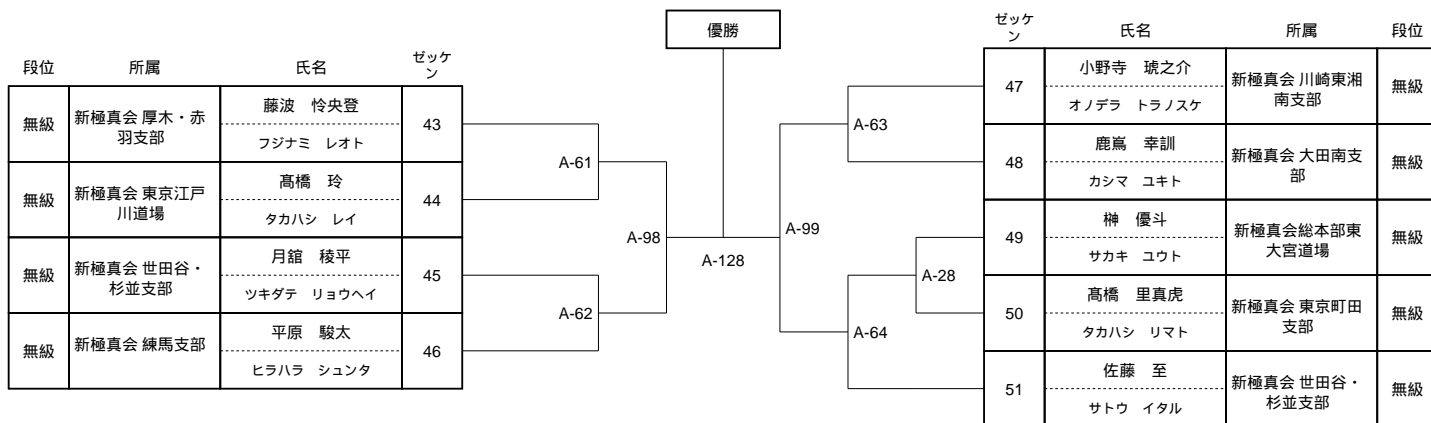 優勝
段位 所属 氏名 ゼッケ
ン
無級 新極真会 厚木・赤
羽支部 藤波 怜央登
フジナミ レオト 43
無級 新極真会 東京江戸
川道場 髙橋 玲
タカハシ レイ 44
無級 新極真会 世田谷・
杉並支部 月舘 稜平
ツキダテ リョウヘイ 45
無級 新極真会 練馬支部 平原 駿太
ヒラハラ シュンタ 46
A-61
A-62
A-98
A-128
A-99
A-63
A-28
A-64
ゼッケ
ン 氏名 所属 段位
47 小野寺 琥之介
オノデラ トラノスケ 新極真会 川崎東湘
南支部 無級
48 鹿嶌 幸訓
カシマ ユキト 新極真会 大田南支
部 無級
49 榊 優斗
サカキ ユウト 新極真会総本部東
大宮道場 無級
50 髙橋 里真虎
タカハシ リマト 新極真会 東京町田
支部 無級
51 佐藤 至
サトウ イタル 新極真会 世田谷・
杉並支部 無級